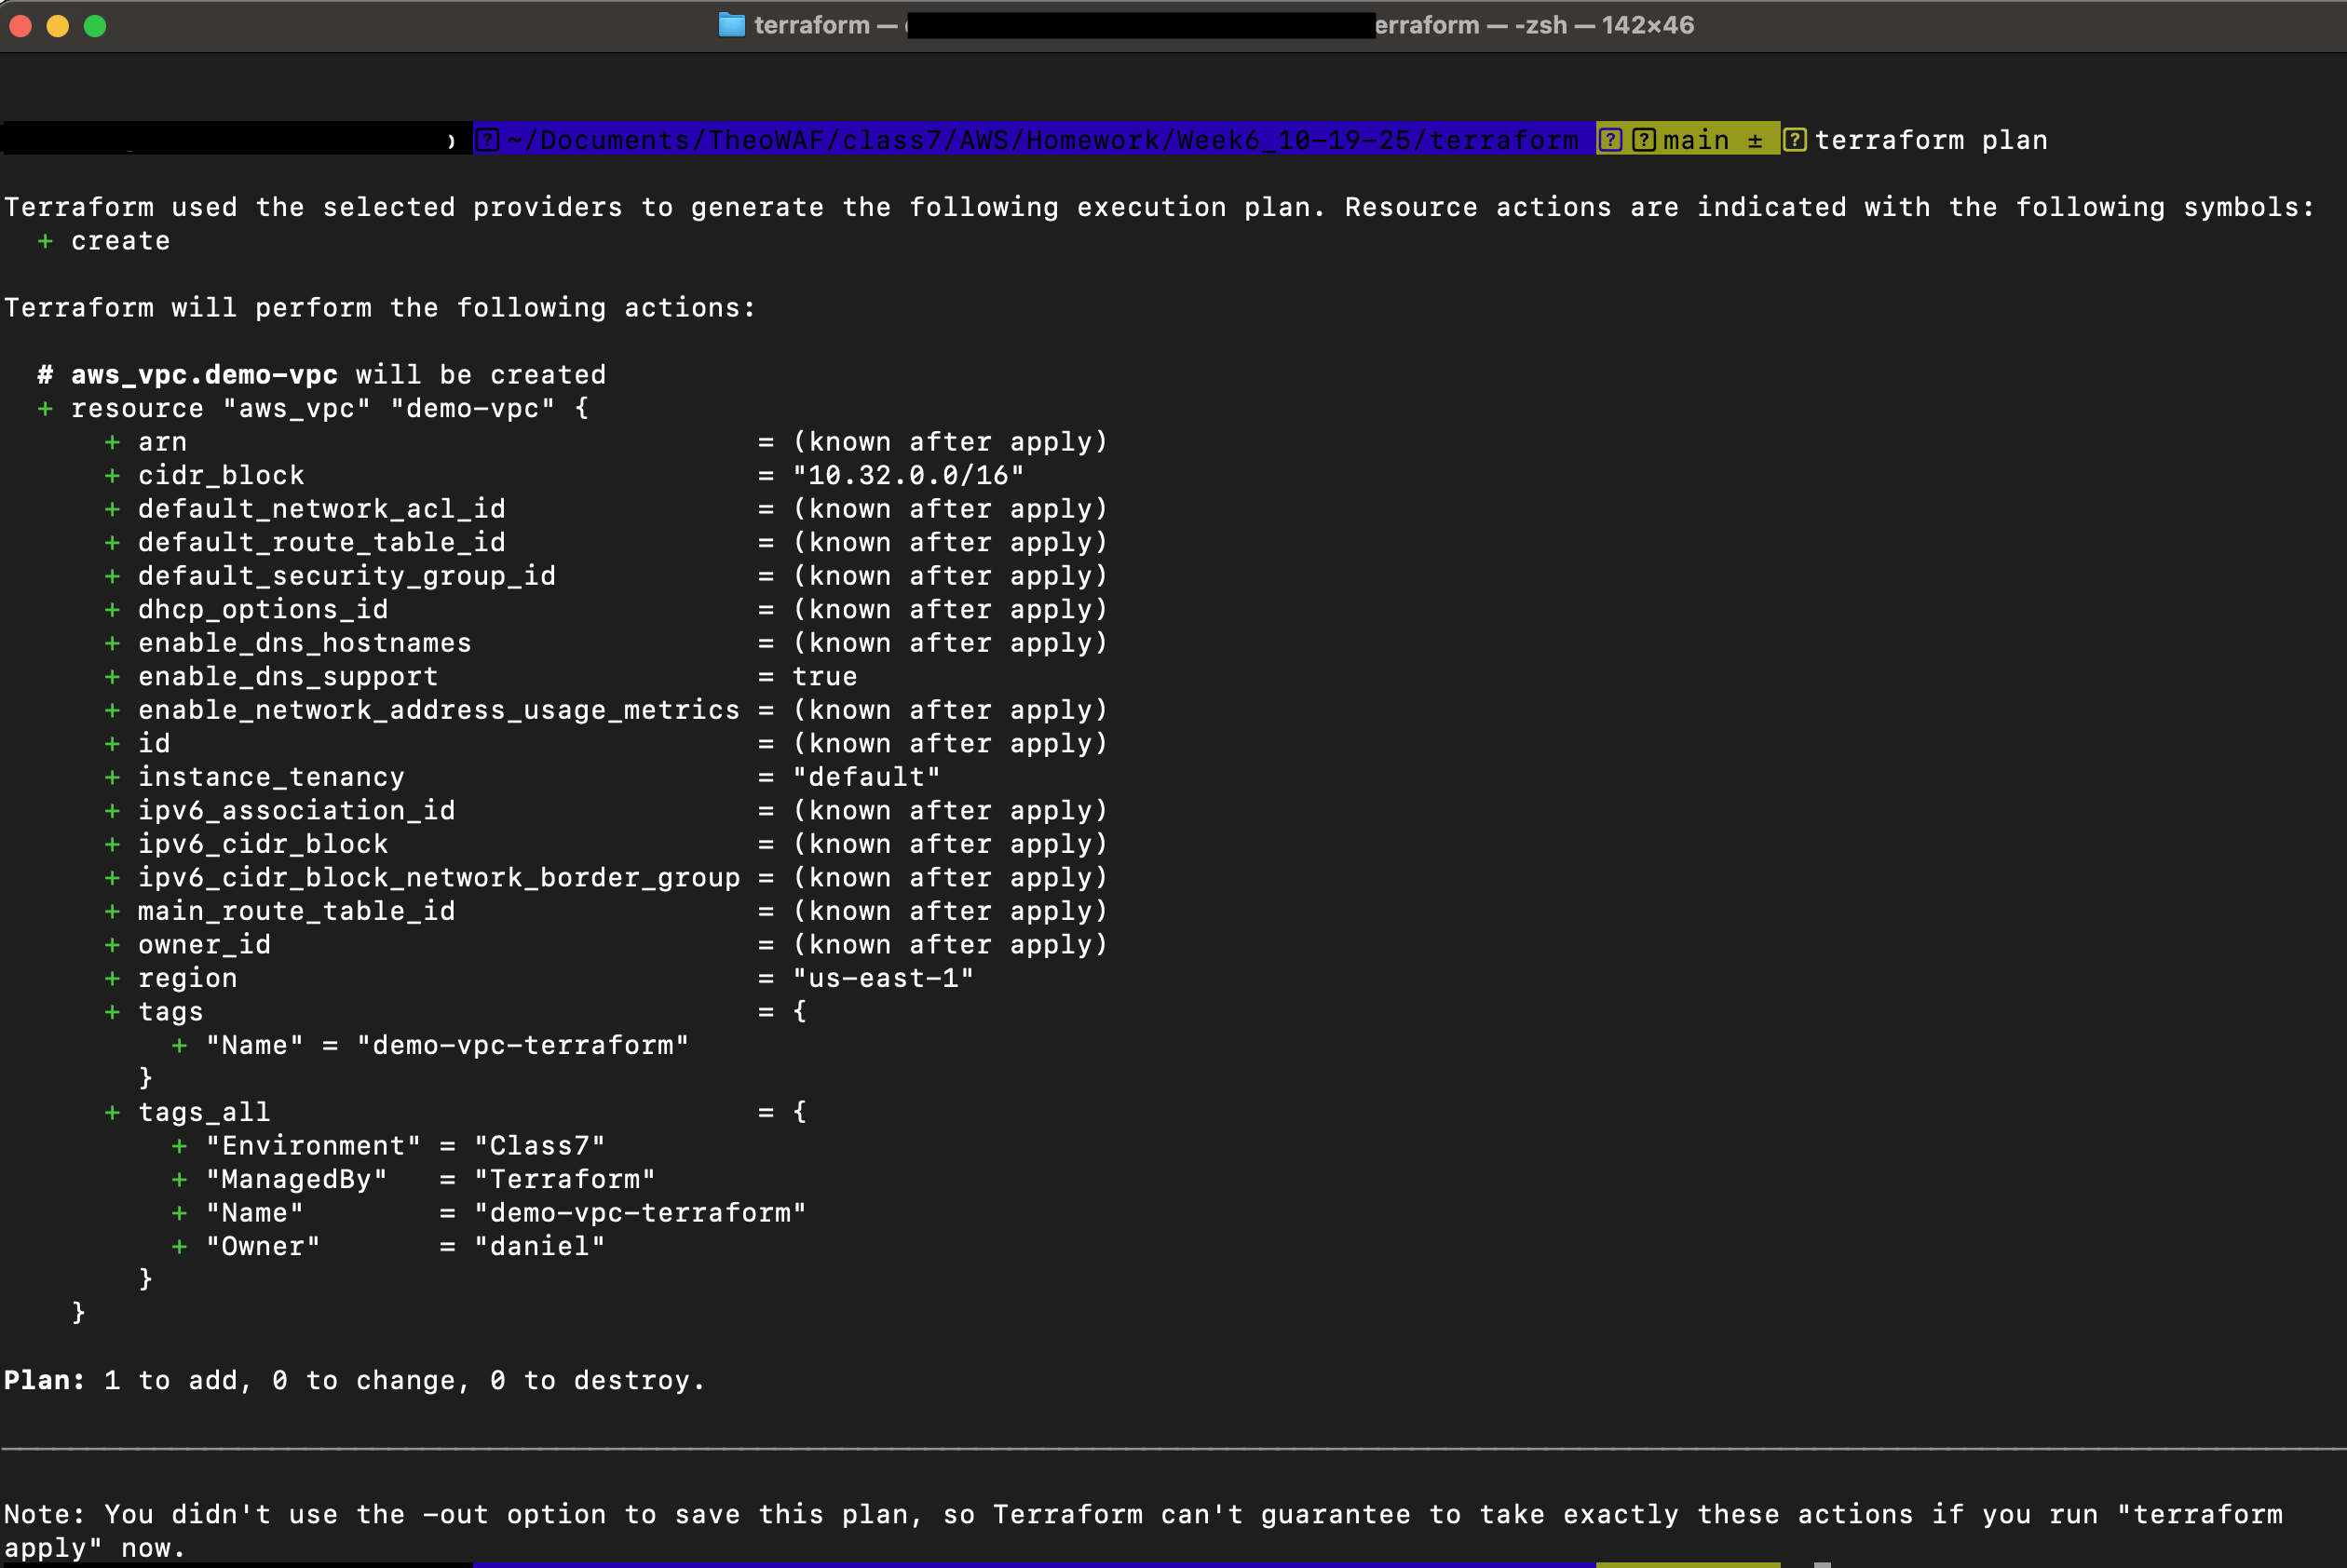 terraform — erraform — -zsh — 142×46
~/Documents/TheoWAF/class7/AWS/Homework/Week6_10-19-25/terraform main ± terraform plan
Terraform used the selected providers to generate the following execution plan. Resource actions are indicated with the following symbols:
+ create
Terraform will perform the following actions:
# aws_vpc.demo-vpc will be created
+ resource "aws_vpc" "demo-vpc" {
+ arn = (known after apply)
+ cidr_block = "10.32.0.0/16"
+ default_network_acl_id = (known after apply)
+ default_route_table_id = (known after apply)
+ default_security_group_id = (known after apply)
+ dhcp_options_id = (known after apply)
+ enable_dns_hostnames = (known after apply)
+ enable_dns_support = true
+ enable_network_address_usage_metrics = (known after apply)
+ id = (known after apply)
+ instance_tenancy = "default"
+ ipv6_association_id = (known after apply)
+ ipv6_cidr_block = (known after apply)
+ ipv6_cidr_block_network_border_group = (known after apply)
+ main_route_table_id = (known after apply)
+ owner_id = (known after apply)
+ region = "us-east-1"
+ tags = {
+ "Name" = "demo-vpc-terraform"
}
+ tags_all = {
+ "Environment" = "Class7"
+ "ManagedBy" = "Terraform"
+ "Name" = "demo-vpc-terraform"
+ "Owner" = "daniel"
}
}
Plan: 1 to add, 0 to change, 0 to destroy.
Note: You didn't use the -out option to save this plan, so Terraform can't guarantee to take exactly these actions if you run "terraform
apply" now.